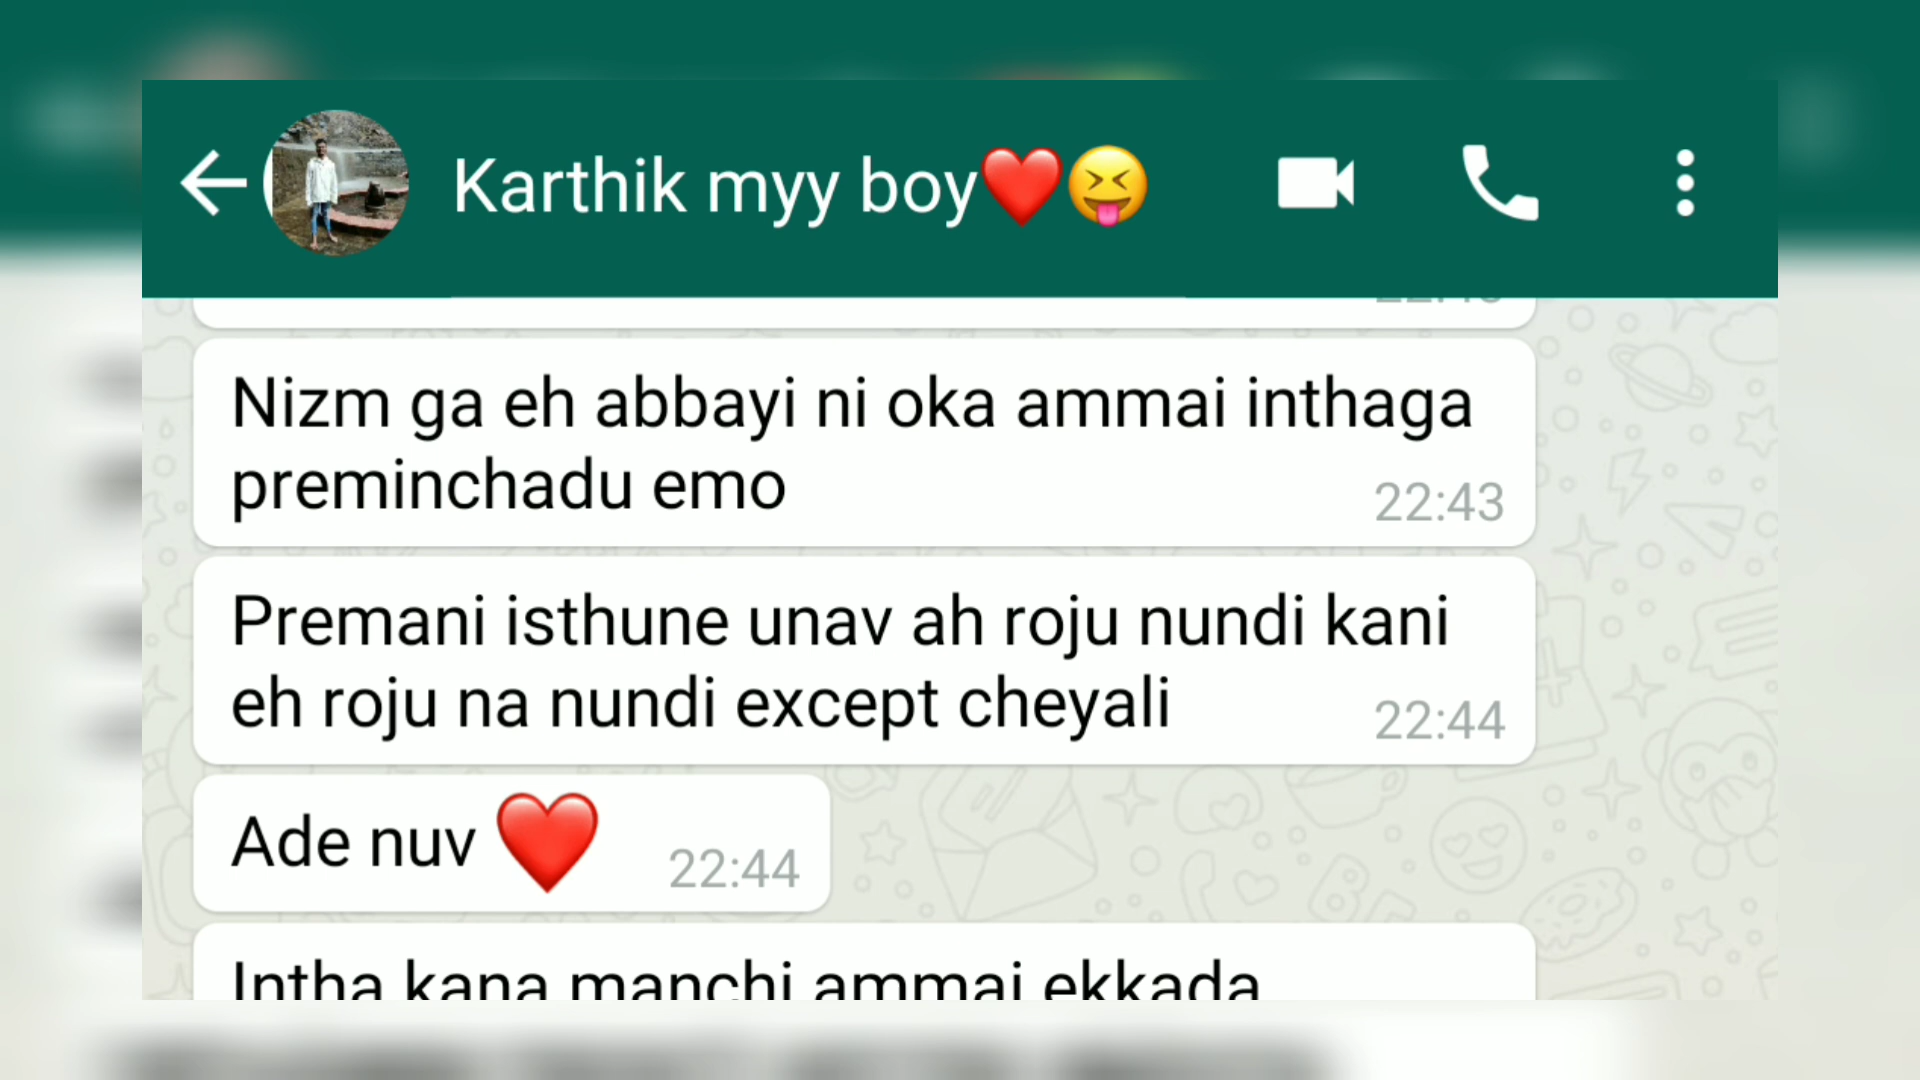 Karthik myy boy❤️😝
Nizm ga eh abbayi ni oka ammai inthaga
preminchadu emo
22:43
Premani isthune unav ah roju nundi kani
eh roju na nundi except cheyali
22:44
Ade nuv ❤️
22:44
Intha kana manchi ammai ekkada